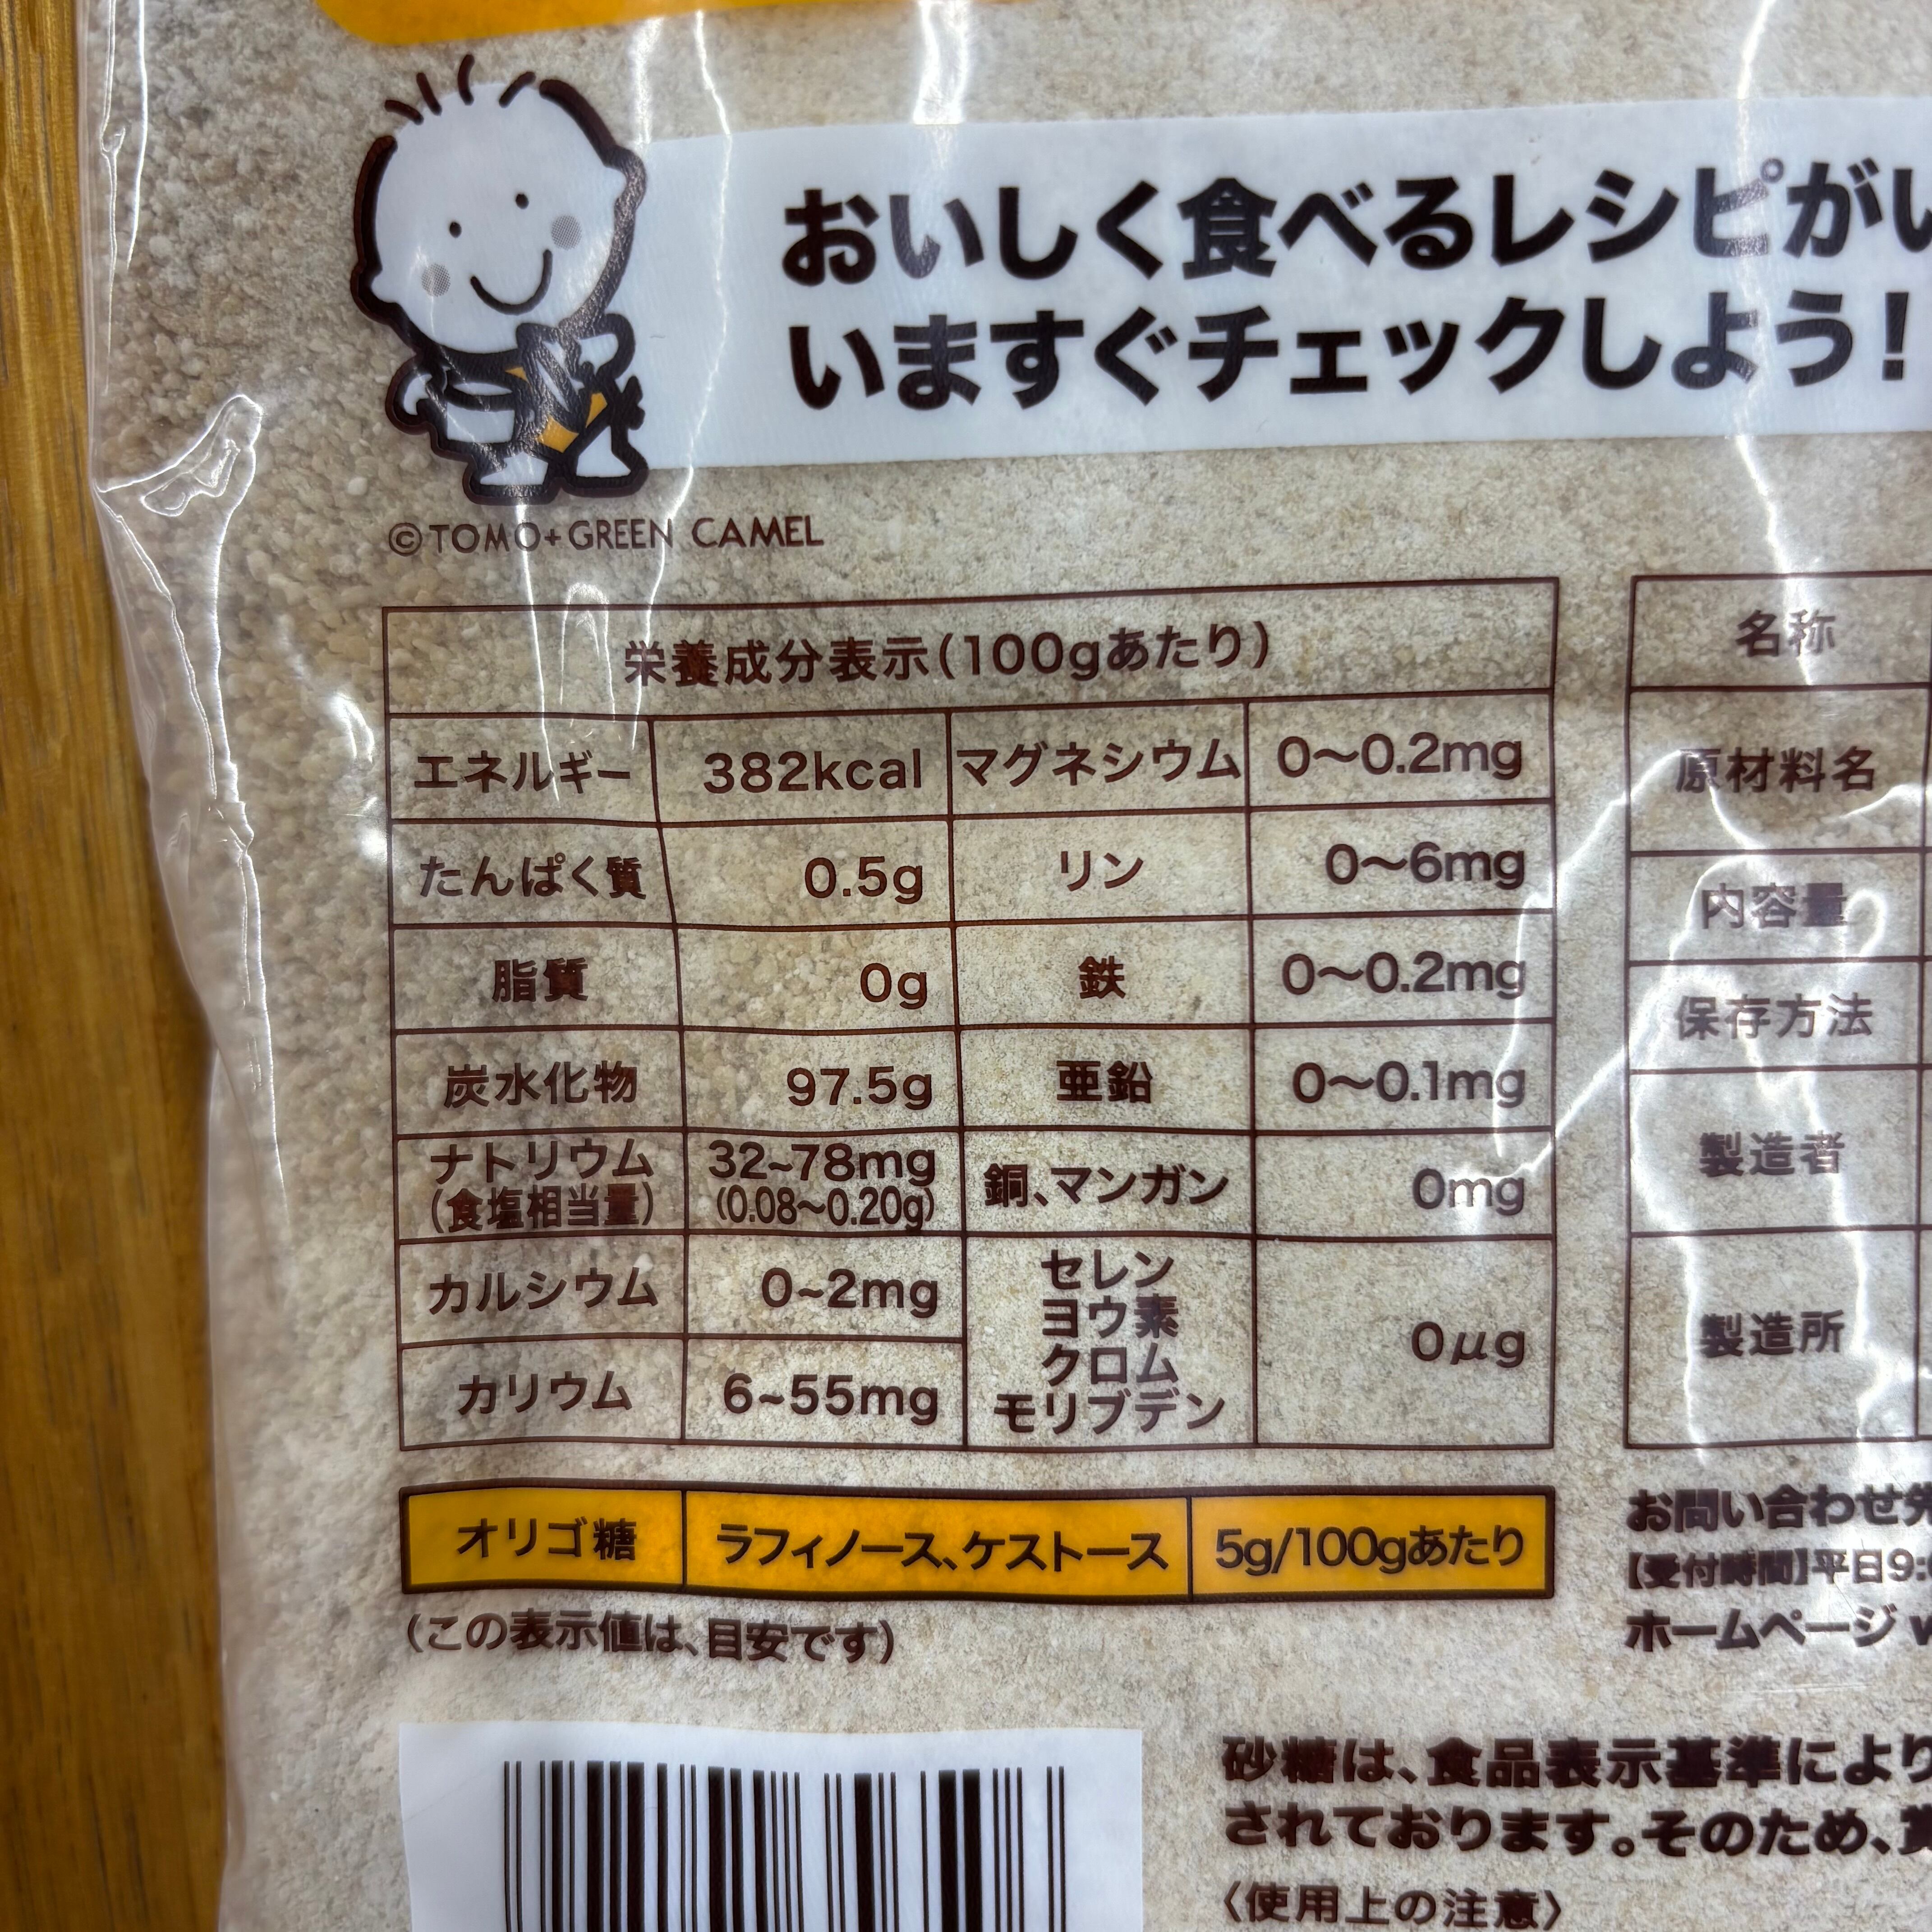 おいしく食べるレシピが
いますぐチェックしよう!
©TOMO+GREEN CAMEL
栄養成分表示(100gあたり)
エネルギー 382kcal マグネシウム 0〜0.2mg
たんぱく質 0.5g リン 0〜6mg
脂質 0g 鉄 0〜0.2mg
炭水化物 97.5g 亜鉛 0〜0.1mg
ナトリウム 32~78mg 銅、マンガン 0mg
(食塩相当量) (0.08〜0.20g)
カルシウム 0~2mg
カリウム 6~55mg
セレン
ヨウ素
クロム
モリブデン
0μg
オリゴ糖 ラフィノース、ケストース 5g/100gあたり
(この表示値は、目安です)
名称
原材料名
内容量
保存方法
製造者
製造所
お問い合わせ先
【受付時間】平日9:
ホームページ
砂糖は、食品表示基準により
されております。そのため、
〈使用上の注意〉